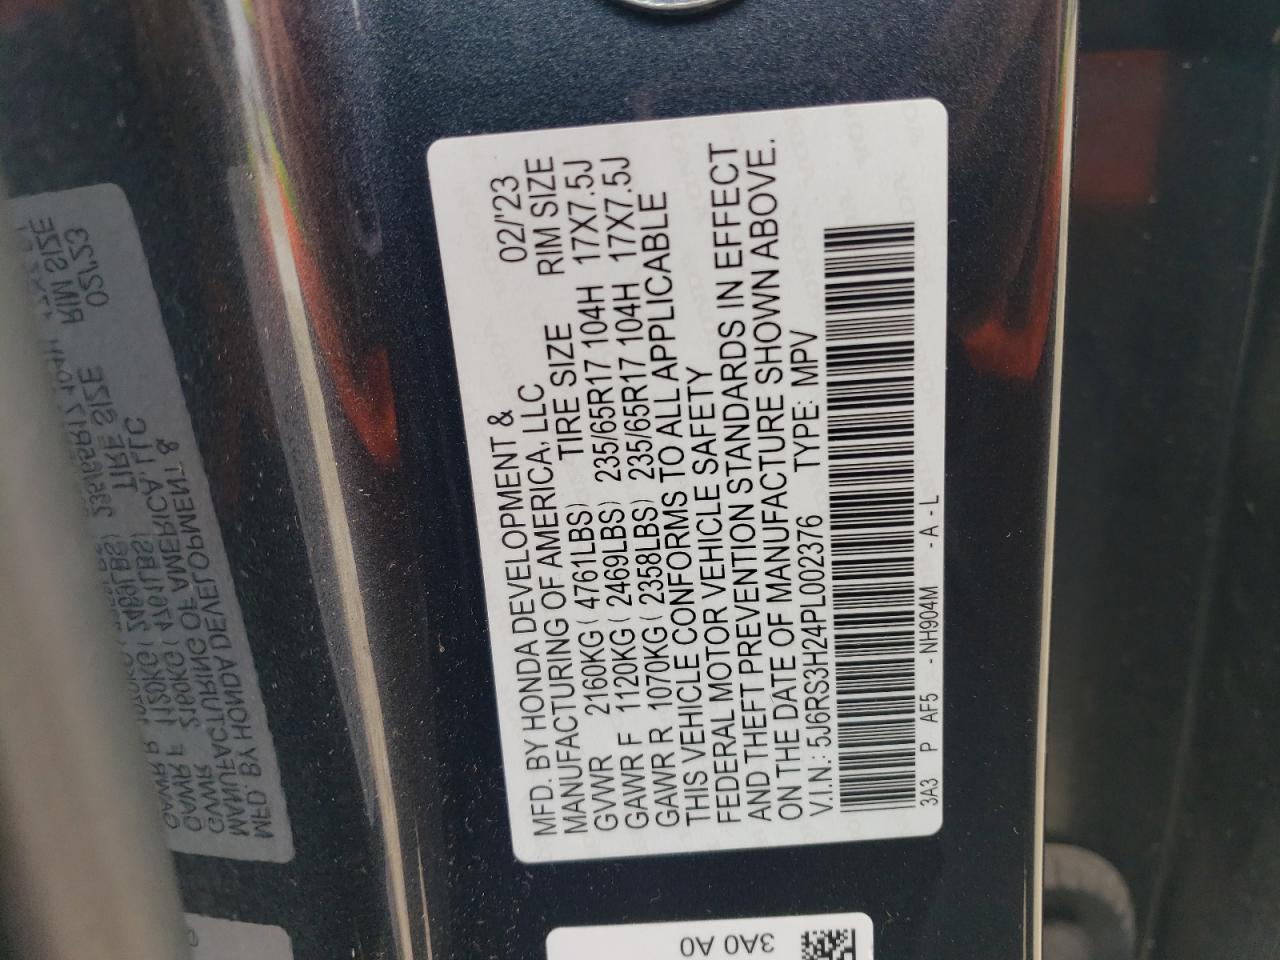 MFD. BY HONDA DEVELOPMENT &
MANUFACTURING OF AMERICA, LLC 02/'23
GVWR 2160KG ( 4761LBS) TIRE SIZE RIM SIZE
GAWR F 1120KG ( 2469LBS) 235/65R17 104H 17X7.5J
GAWR R 1070KG ( 2358LBS) 235/65R17 104H 17X7.5J
THIS VEHICLE CONFORMS TO ALL APPLICABLE
FEDERAL MOTOR VEHICLE SAFETY
AND THEFT PREVENTION STANDARDS IN EFFECT
ON THE DATE OF MANUFACTURE SHOWN ABOVE.
V.I.N.: 5J6RS3H24PL002376 TYPE: MPV
3A3 P AF5 - NH904M - A - L
3A0 A0